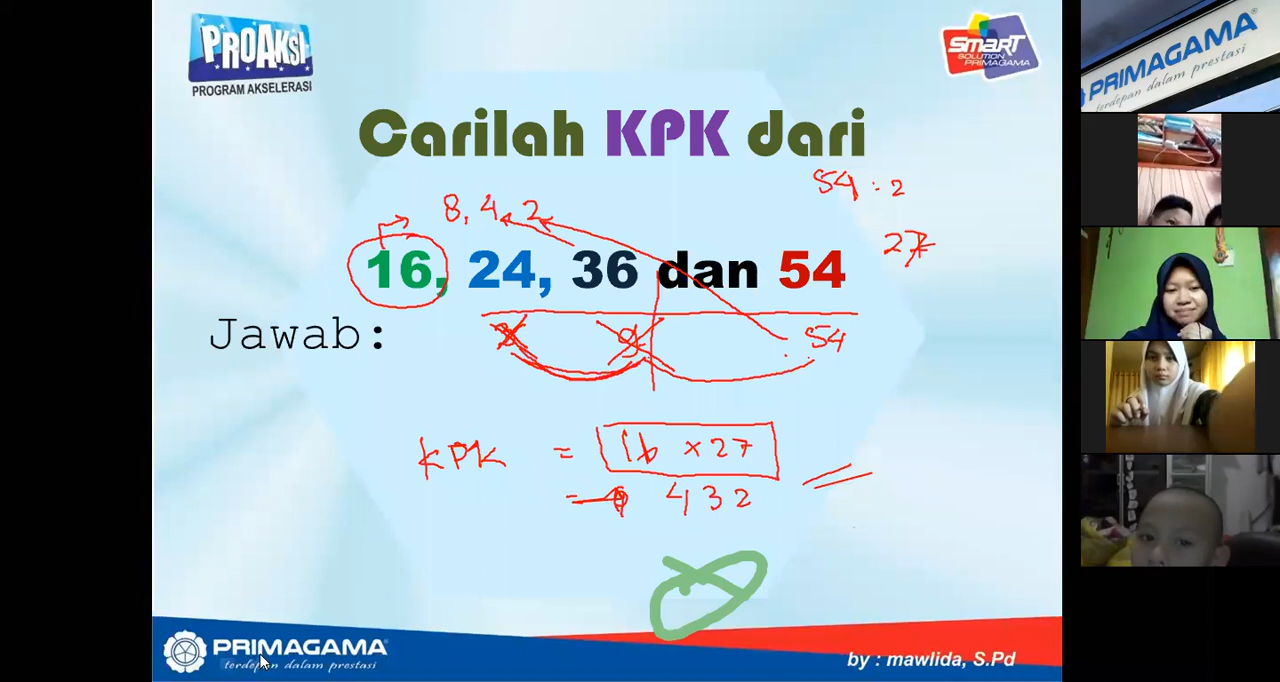 PROAKSI
PROGRAM AKSELERASI
SMART
SOLUTION
PRIMAGAMA
PRIMAGAMA
terdepan dalam prestasi
Carilah KPK dari
54 : 2
8, 4 2
27
16, 24, 36 dan 54
Jawab:
54
KPK = 16 x 27
= 432
PRIMAGAMA
terdepan dalam prestasi
by : mawlida, S.Pd